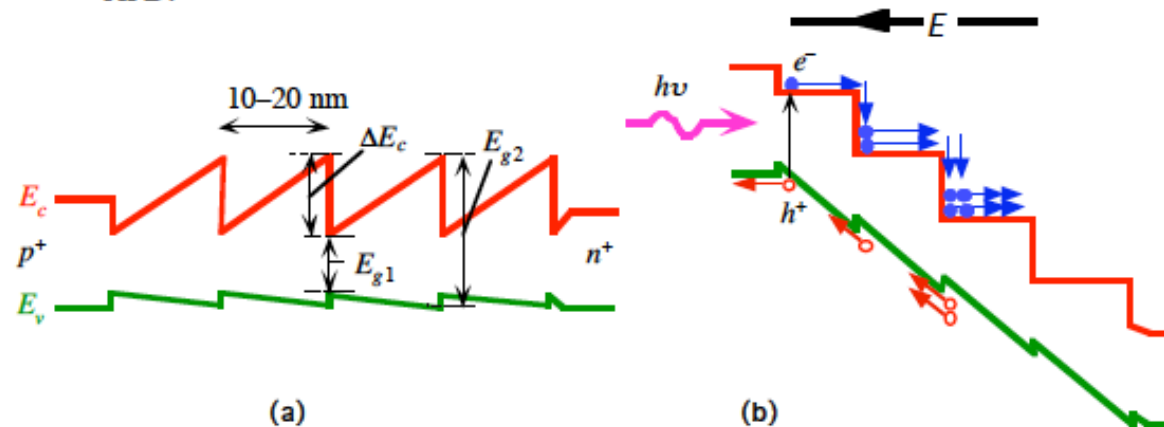 E
e⁻
hυ
10–20 nm
ΔE_c
E_g2
E_c
p⁺
E_g1
n⁺
h⁺
E_v
(a)
(b)